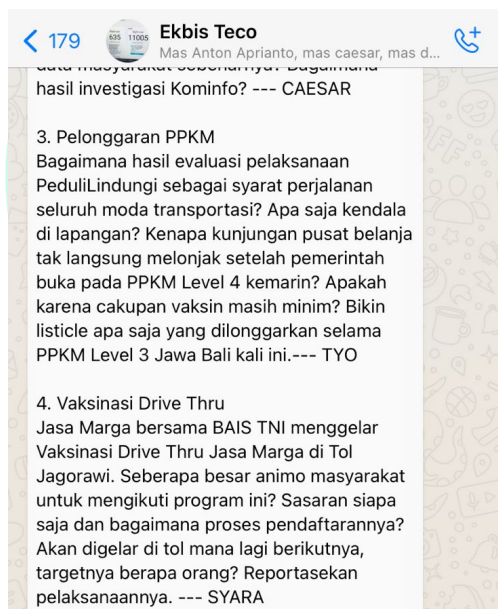 179
635 11005
Ekbis Teco
Mas Anton Aprianto, mas caesar, mas d...
data masyarakat sebenarnya? Bagaimana
hasil investigasi Kominfo? --- CAESAR
3. Pelonggaran PPKM
Bagaimana hasil evaluasi pelaksanaan
PeduliLindungi sebagai syarat perjalanan
seluruh moda transportasi? Apa saja kendala
di lapangan? Kenapa kunjungan pusat belanja
tak langsung melonjak setelah pemerintah
buka pada PPKM Level 4 kemarin? Apakah
karena cakupan vaksin masih minim? Bikin
listicle apa saja yang dilonggarkan selama
PPKM Level 3 Jawa Bali kali ini.--- TYO
4. Vaksinasi Drive Thru
Jasa Marga bersama BAIS TNI menggelar
Vaksinasi Drive Thru Jasa Marga di Tol
Jagorawi. Seberapa besar animo masyarakat
untuk mengikuti program ini? Sasaran siapa
saja dan bagaimana proses pendaftarannya?
Akan digelar di tol mana lagi berikutnya,
targetnya berapa orang? Reportasekan
pelaksanaannya. --- SYARA